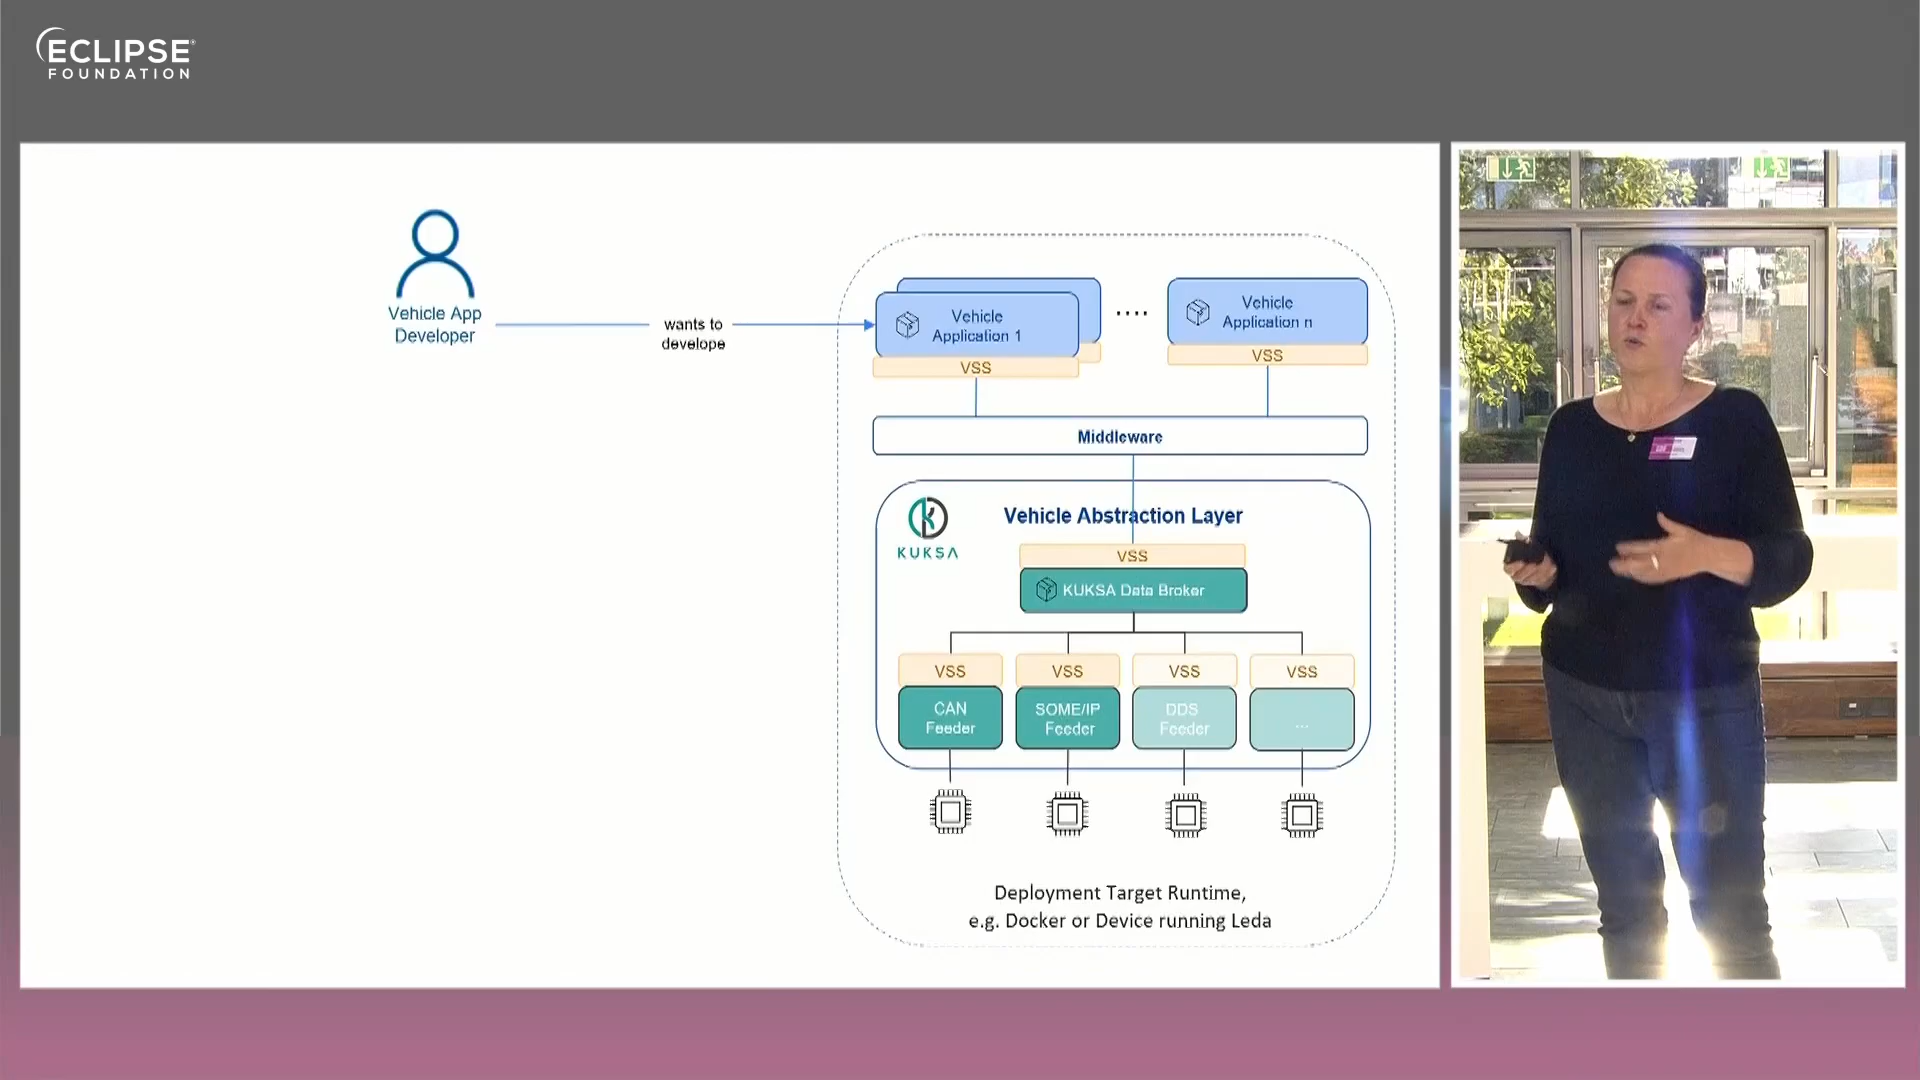 ECLIPSE
FOUNDATION
Vehicle App
Developer
wants to
develope
Vehicle
Application 1
VSS
....
Vehicle
Application n
VSS
Middleware
KUKSA
Vehicle Abstraction Layer
VSS
KUKSA Data Broker
VSS
VSS
VSS
VSS
CAN
Feeder
SOME/IP
Feeder
DDS
Feeder
...
Deployment Target Runtime,
e.g. Docker or Device running Leda